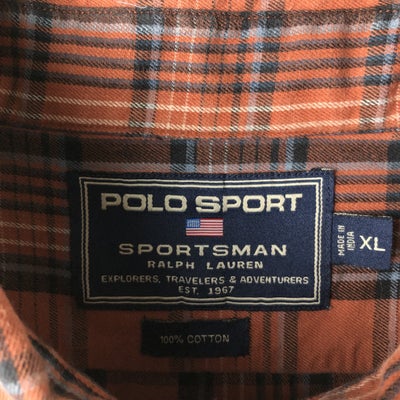 POLO SPORT
SPORTSMAN
RALPH LAUREN
EXPLORERS, TRAVELERS & ADVENTURERS
EST. 1967
MADE IN
INDIA
XL
100% COTTON